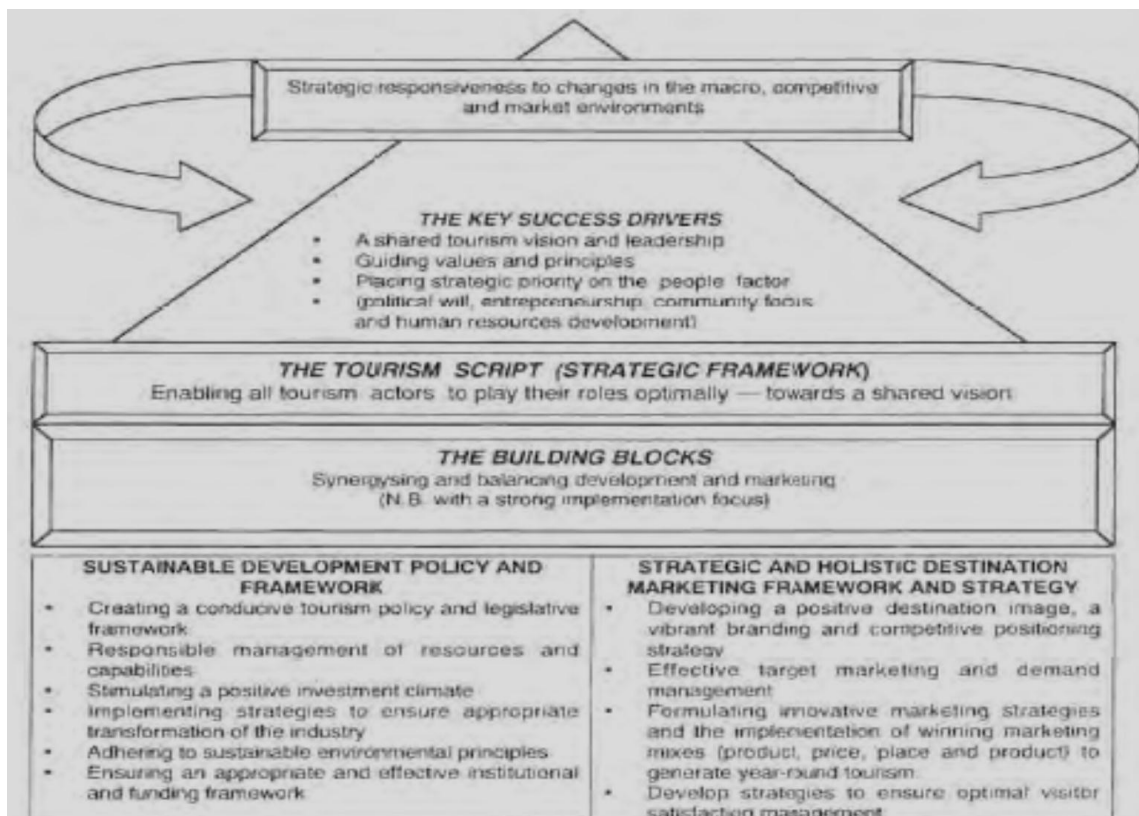 Strategic responsiveness to changes in the macro, competitive
and market environments
THE KEY SUCCESS DRIVERS
• A shared tourism vision and leadership
• Guiding values and principles
• Placing strategic priority on the people factor
• (political will, entrepreneurship, community focus
and human resources development)
THE TOURISM SCRIPT (STRATEGIC FRAMEWORK)
Enabling all tourism actors to play their roles optimally — towards a shared vision
THE BUILDING BLOCKS
Synergysing and balancing development and marketing
(N.B. with a strong implementation focus)
SUSTAINABLE DEVELOPMENT POLICY AND
FRAMEWORK
• Creating a conducive tourism policy and legislative
framework
• Responsible management of resources and
capabilities
• Stimulating a positive investment climate
• Implementing strategies to ensure appropriate
transformation of the industry
• Adhering to sustainable environmental principles
• Ensuring an appropriate and effective institutional
and funding framework
STRATEGIC AND HOLISTIC DESTINATION
MARKETING FRAMEWORK AND STRATEGY
• Developing a positive destination image, a
vibrant branding and competitive positioning
strategy
• Effective target marketing and demand
management
• Formulating innovative marketing strategies
and the implementation of winning marketing
mixes (product, price, place and product) to
generate year-round tourism
• Develop strategies to ensure optimal visitor
satisfaction management